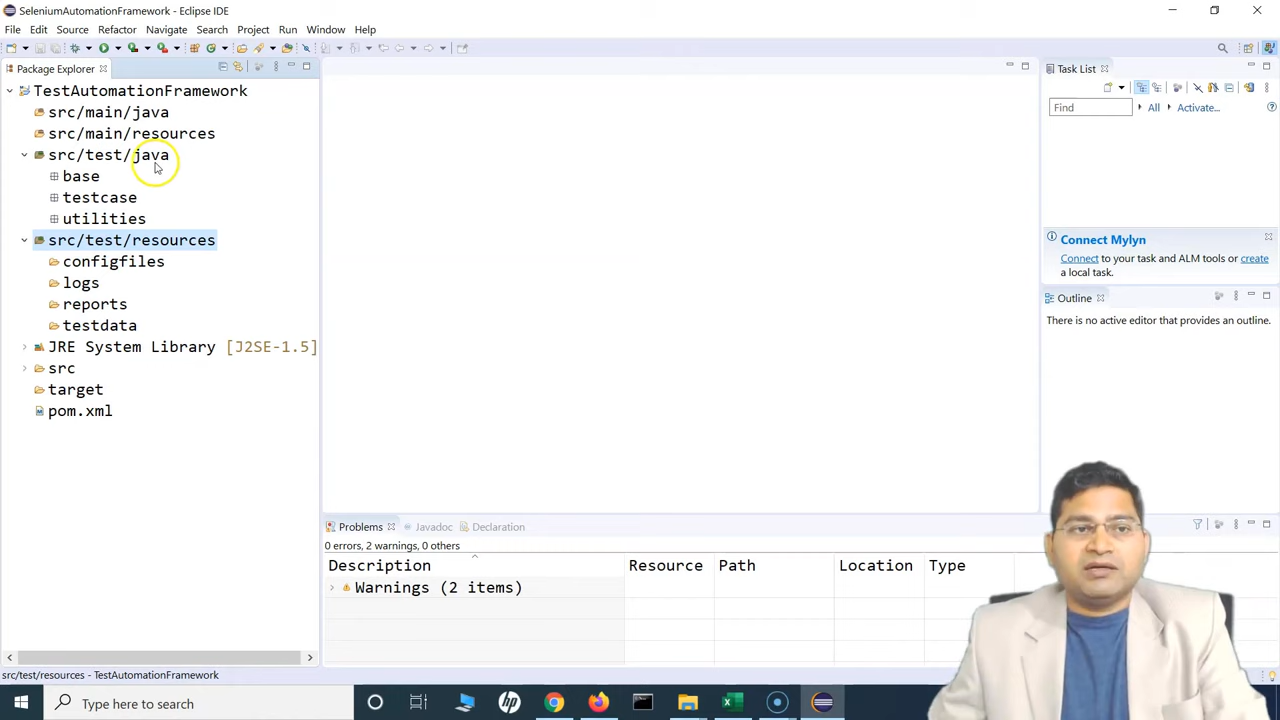 SeleniumAutomationFramework - Eclipse IDE
File Edit Source Refactor Navigate Search Project Run Window Help
Package Explorer
TestAutomationFramework
src/main/java
src/main/resources
src/test/java
base
testcase
utilities
src/test/resources
configfiles
logs
reports
testdata
JRE System Library [J2SE-1.5]
src
target
pom.xml
Task List
Find
All
Activate...
Connect Mylyn
Connect to your task and ALM tools or create
a local task.
Outline
There is no active editor that provides an outline.
Problems Javadoc Declaration
0 errors, 2 warnings, 0 others
Description Resource Path Location Type
Warnings (2 items)
src/test/resources - TestAutomationFramework
Type here to search
hp